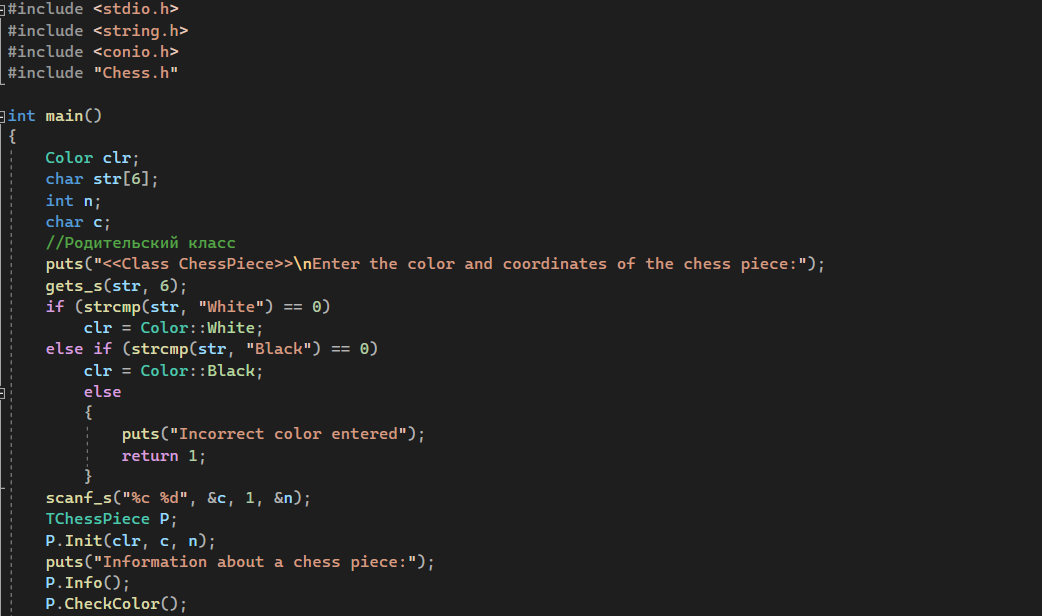 #include <stdio.h>
#include <string.h>
#include <conio.h>
#include "Chess.h"

int main()
{
    Color clr;
    char str[6];
    int n;
    char c;
    //Родительский класс
    puts("<<Class ChessPiece>>\nEnter the color and coordinates of the chess piece:");
    gets_s(str, 6);
    if (strcmp(str, "White") == 0)
        clr = Color::White;
    else if (strcmp(str, "Black") == 0)
        clr = Color::Black;
        else
        {
            puts("Incorrect color entered");
            return 1;
        }
    scanf_s("%c %d", &c, 1, &n);
    TChessPiece P;
    P.Init(clr, c, n);
    puts("Information about a chess piece:");
    P.Info();
    P.CheckColor();